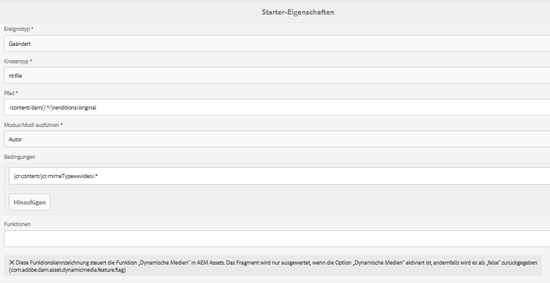 Starter-Eigenschaften
Ereignistyp *
Geändert
Knotentyp *
nt:file
Pfad *
/content/dam(/.*/)renditions/original
Modus/Modi ausführen *
Autor
Bedingungen
jcr:content/jcr:mimeType==video/.*
Hinzufügen
Funktionen
✕ Diese Funktionskennzeichnung steuert die Funktion „Dynamische Medien" in AEM Assets. Das Fragment wird nur ausgewertet, wenn die Option „Dynamische Medien" aktiviert ist, andernfalls wird es als „false" zurückgegeben.
(com.adobe.dam.asset.dynamicmedia.feature.flag)